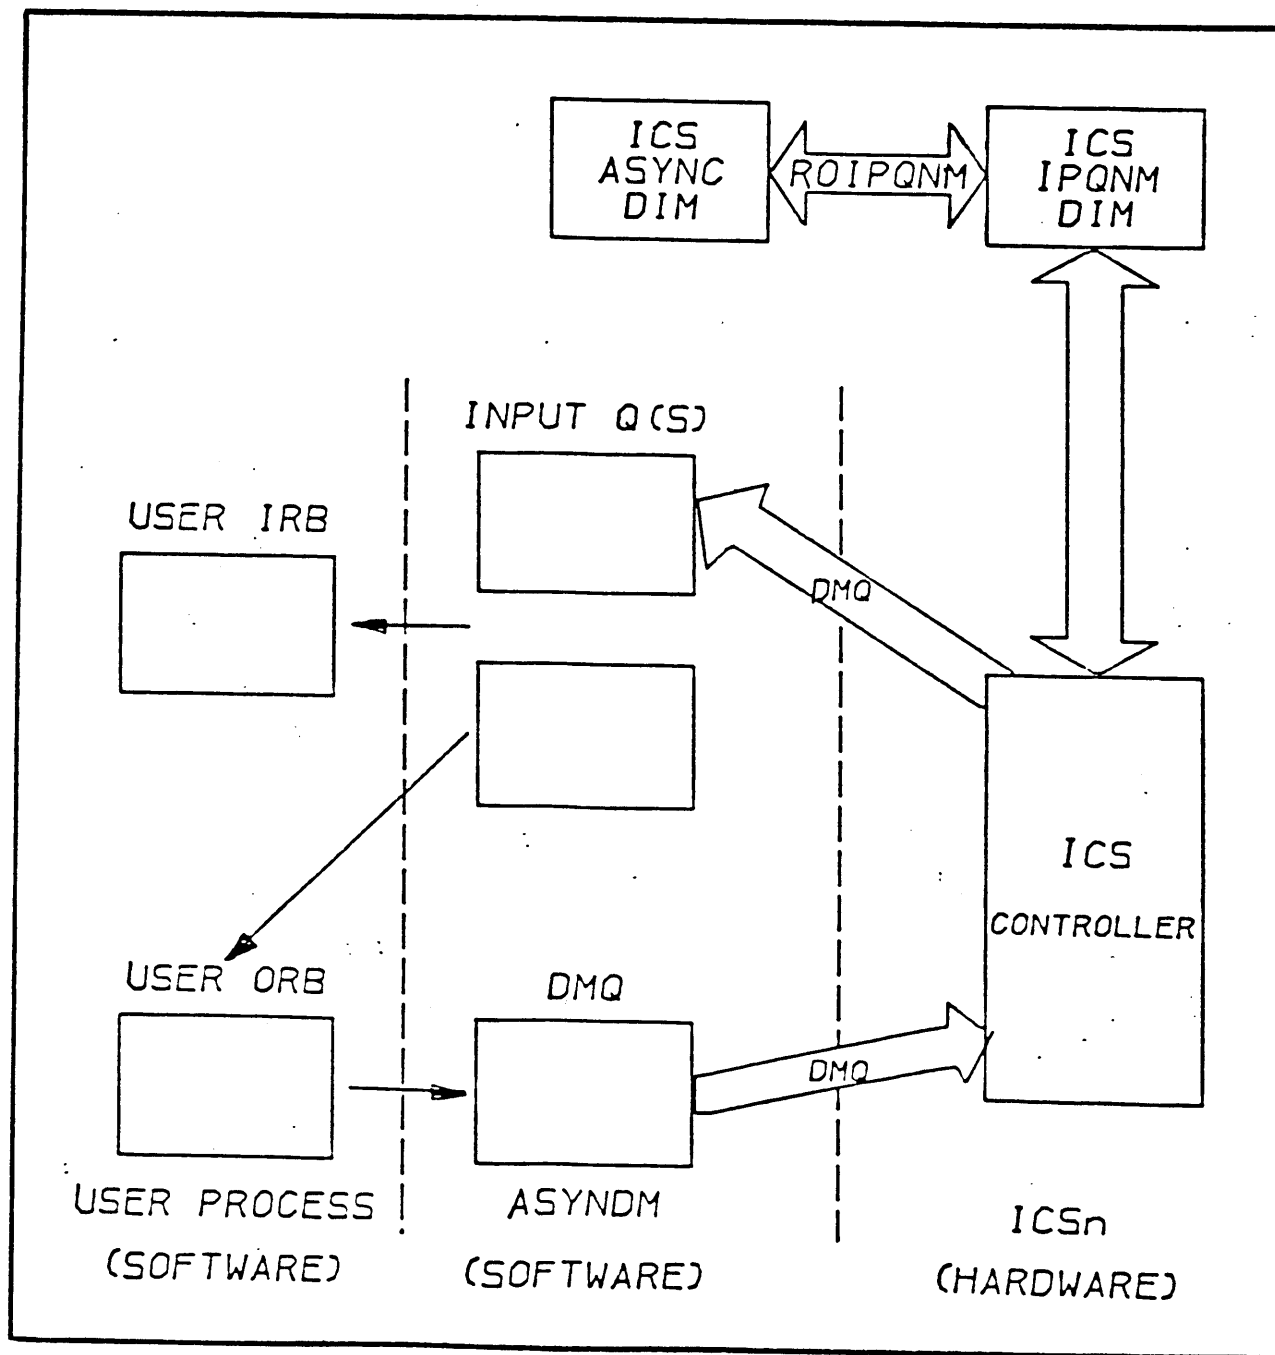 ICS
ASYNC
DIM
ROIPQNM
ICS
IPQNM
DIM
INPUT Q(S)
USER IRB
DMQ
ICS
CONTROLLER
USER ORB
DMQ
DMQ
USER PROCESS
(SOFTWARE)
ASYNDM
(SOFTWARE)
ICSn
(HARDWARE)